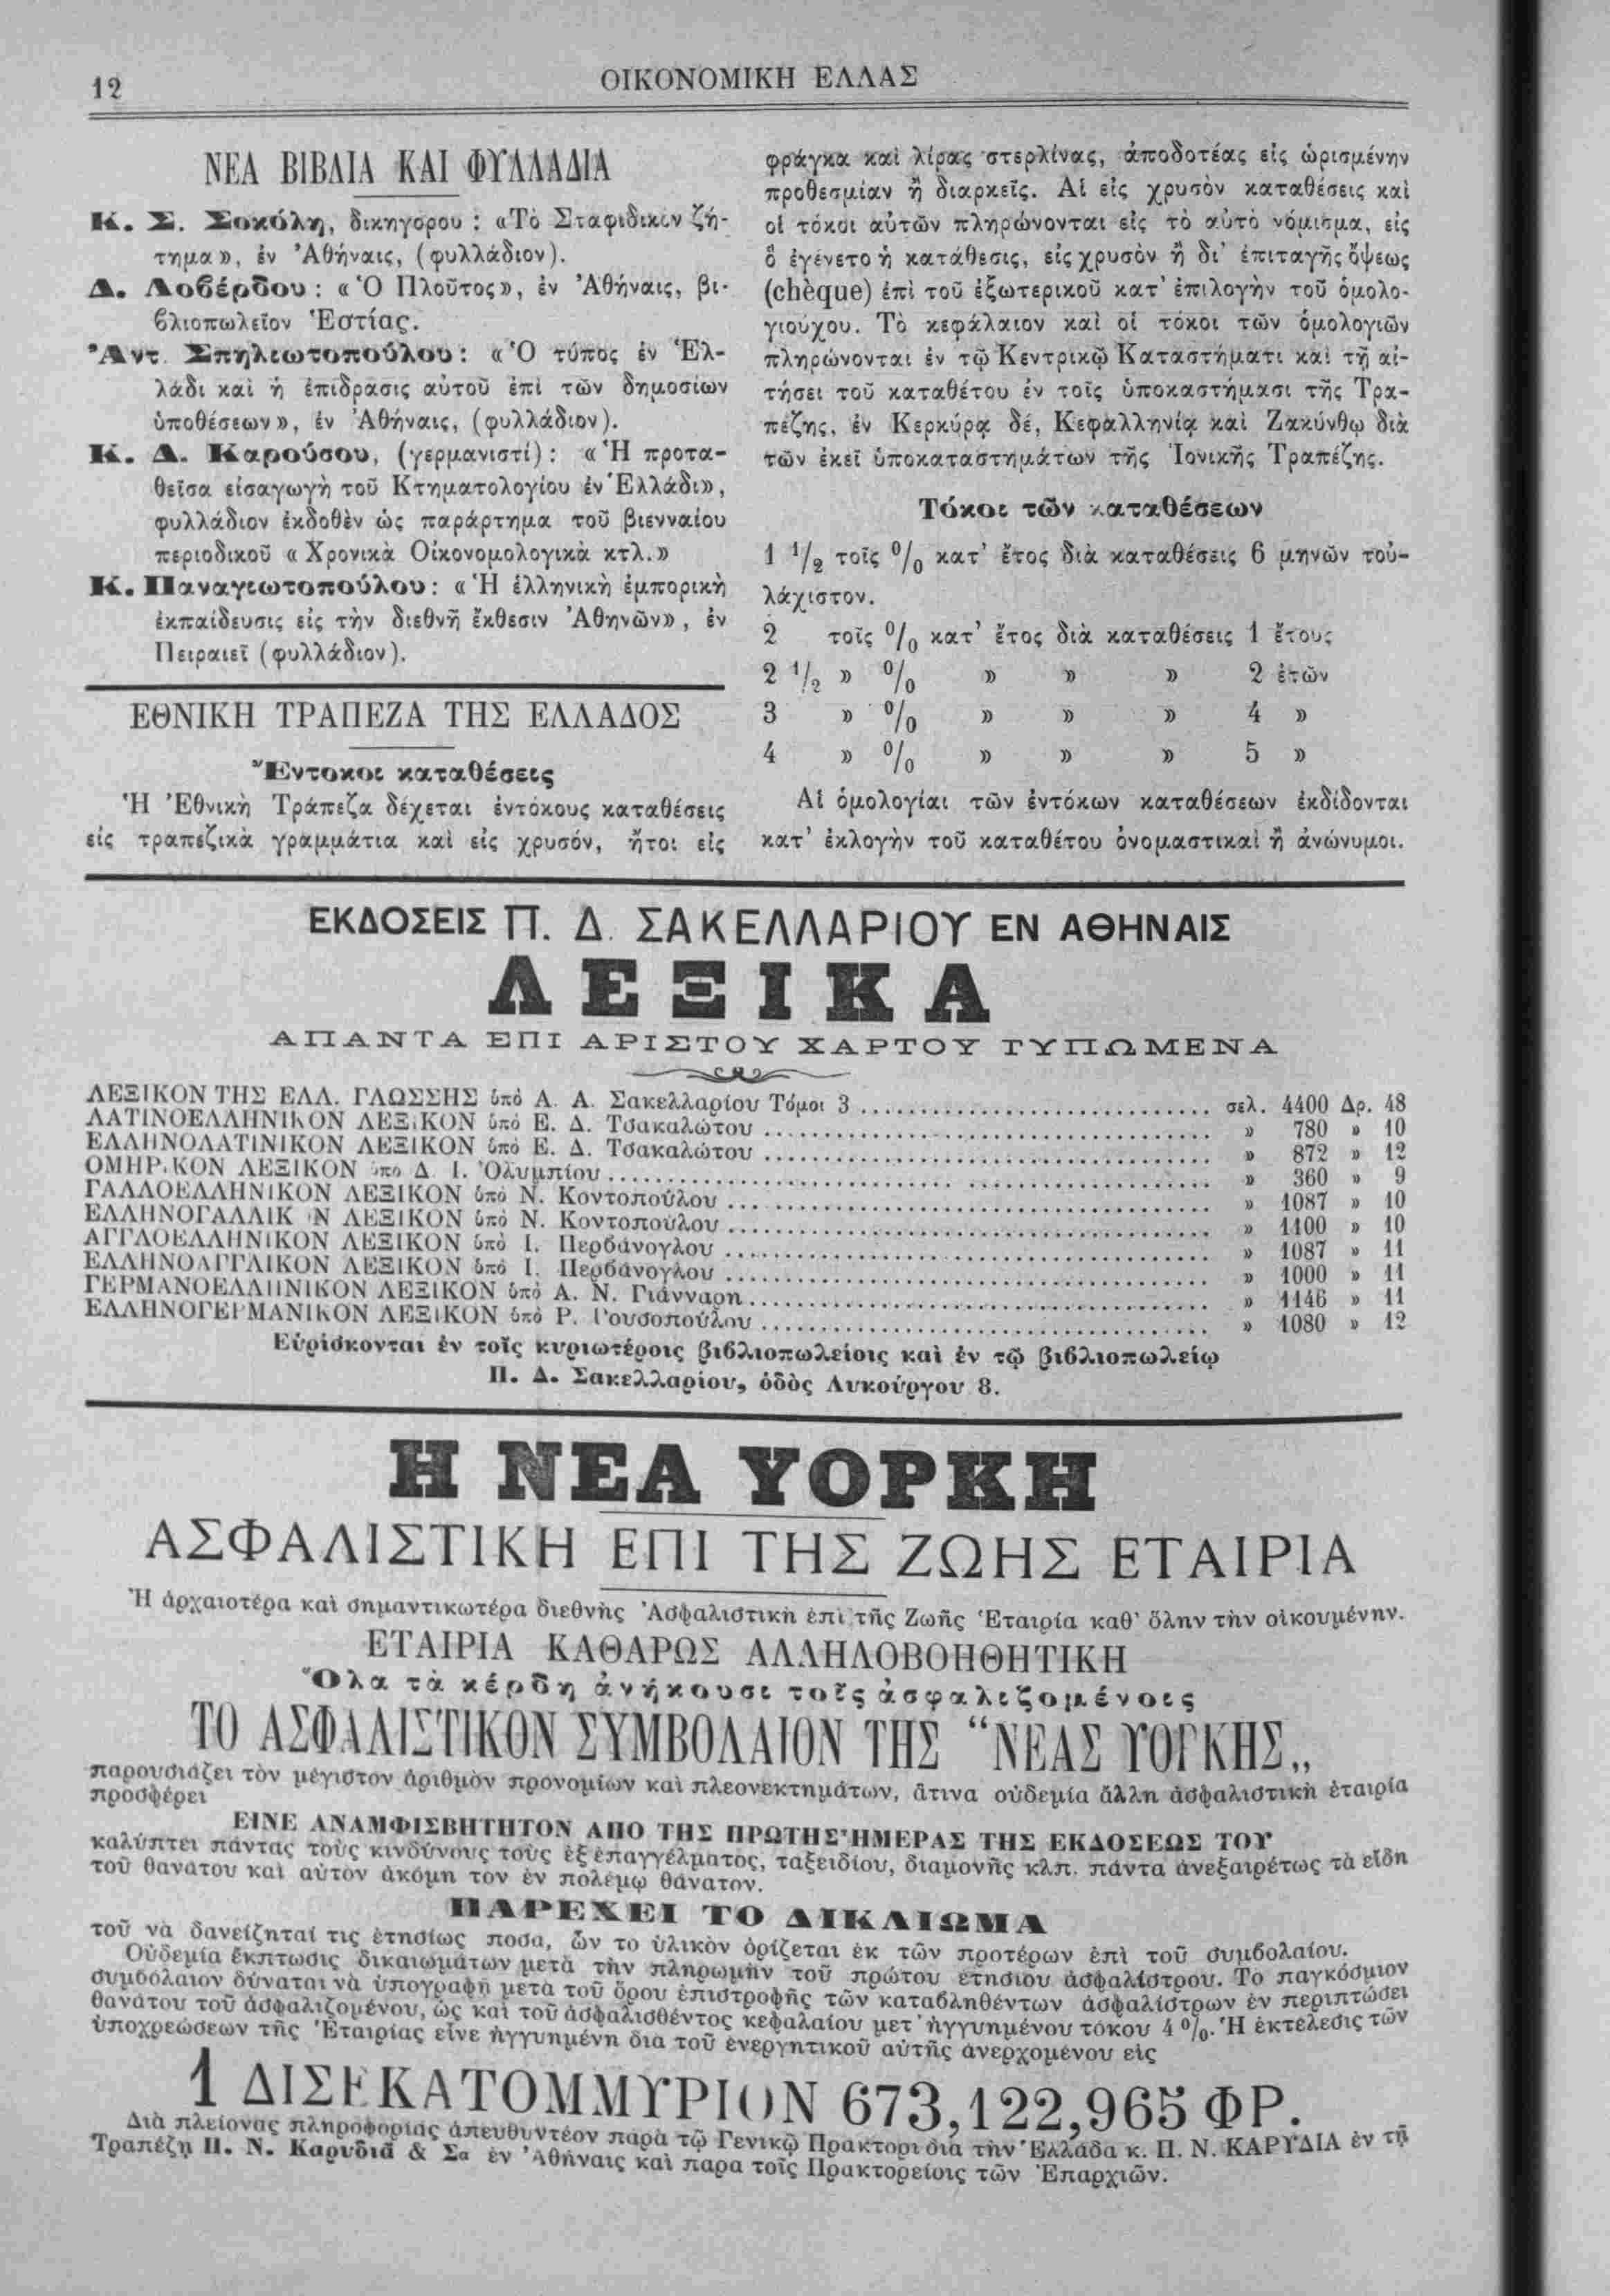 12
ΟΙΚΟΝΟΜΙΚΗ ΕΛΛΑΣ
ΝΕΑ ΒΙΒΛΙΑ ΚΑΙ ΦΥΛΛΑΔΙΑ
Κ. Σ. Σοκόλη, δικηγόρου : «Τὸ Σταφιδικὸν ζή-
τημα», ἐν Ἀθήναις, (φυλλάδιον).
Δ. Λοβέρδου : «Ὁ Πλοῦτος», ἐν Ἀθήναις, βι-
βλιοπωλεῖον Ἑστίας.
Ἀντ. Σπηλιωτοπούλου : «Ὁ τύπος ἐν Ἑλ-
λάδι καὶ ἡ ἐπίδρασις αὐτοῦ ἐπὶ τῶν δημοσίων
ὑποθέσεων», ἐν Ἀθήναις, (φυλλάδιον).
Κ. Δ. Καρούσου, (γερμανιστί) : «Ἡ προτα-
θεῖσα εἰσαγωγὴ τοῦ Κτηματολογίου ἐν Ἑλλάδι»,
φυλλάδιον ἐκδοθὲν ὡς παράρτημα τοῦ βιενναίου
περιοδικοῦ «Χρονικὰ Οἰκονομολογικὰ κτλ.»
Κ. Παναγιωτοπούλου : «Ἡ ἑλληνικὴ ἐμπορικὴ
ἐκπαίδευσις εἰς τὴν διεθνῆ ἔκθεσιν Ἀθηνῶν», ἐν
Πειραιεῖ (φυλλάδιον).
ΕΘΝΙΚΗ ΤΡΑΠΕΖΑ ΤΗΣ ΕΛΛΑΔΟΣ
Ἔντοκοι καταθέσεις
Ἡ Ἐθνικὴ Τράπεζα δέχεται ἐντόκους καταθέσεις
εἰς τραπεζικὰ γραμμάτια καὶ εἰς χρυσόν, ἤτοι εἰς
φράγκα καὶ λίρας στερλίνας, ἀποδοτέας εἰς ὡρισμένην
προθεσμίαν ἢ διαρκεῖς. Αἱ εἰς χρυσὸν καταθέσεις καὶ
οἱ τόκοι αὐτῶν πληρώνονται εἰς τὸ αὐτὸ νόμισμα, εἰς
ὃ ἐγένετο ἡ κατάθεσις, εἰς χρυσὸν ἢ δι' ἐπιταγῆς ὄψεως
(chèque) ἐπὶ τοῦ ἐξωτερικοῦ κατ' ἐπιλογὴν τοῦ ὁμολο-
γιούχου. Τὸ κεφάλαιον καὶ οἱ τόκοι τῶν ὁμολογιῶν
πληρώνονται ἐν τῷ Κεντρικῷ Καταστήματι καὶ τῇ αἰ-
τήσει τοῦ καταθέτου ἐν τοῖς ὑποκαστήμασι τῆς Τρα-
πέζης, ἐν Κερκύρᾳ δέ, Κεφαλληνίᾳ καὶ Ζακύνθῳ διὰ
τῶν ἐκεῖ ὑποκαταστημάτων τῆς Ἰονικῆς Τραπέζης.
Τόκοι τῶν καταθέσεων
1 1/2 τοῖς 0/0 κατ' ἔτος διὰ καταθέσεις 6 μηνῶν τοὐ-
λάχιστον.
2 τοῖς 0/0 κατ' ἔτος διὰ καταθέσεις 1 ἔτους
2 1/2 » 0/0 » » » 2 ἐτῶν
3 » 0/0 » » » 4 »
4 » 0/0 » » » 5 »
Αἱ ὁμολογίαι τῶν ἐντόκων καταθέσεων ἐκδίδονται
κατ' ἐκλογὴν τοῦ καταθέτου ὀνομαστικαὶ ἢ ἀνώνυμοι.
ΕΚΔΟΣΕΙΣ Π. Δ. ΣΑΚΕΛΛΑΡΙΟΥ ΕΝ ΑΘΗΝΑΙΣ
ΛΕΞΙΚΑ
ΑΠΑΝΤΑ ΕΠΙ ΑΡΙΣΤΟΥ ΧΑΡΤΟΥ ΤΥΠΩΜΕΝΑ
ΛΕΞΙΚΟΝ ΤΗΣ ΕΛΛ. ΓΛΩΣΣΗΣ ὑπὸ Α. Α. Σακελλαρίου Τόμοι 3 ........ σελ. 4400 Δρ. 48
ΛΑΤΙΝΟΕΛΛΗΝΙΚΟΝ ΛΕΞΙΚΟΝ ὑπὸ Ε. Δ. Τσακαλώτου ........ » 780 » 10
ΕΛΛΗΝΟΛΑΤΙΝΙΚΟΝ ΛΕΞΙΚΟΝ ὑπὸ Ε. Δ. Τσακαλώτου ........ » 872 » 12
ΟΜΗΡΙΚΟΝ ΛΕΞΙΚΟΝ ὑπὸ Δ. Ι. Ὀλυμπίου ........ » 360 » 9
ΓΑΛΛΟΕΛΛΗΝΙΚΟΝ ΛΕΞΙΚΟΝ ὑπὸ Ν. Κοντοπούλου ........ » 1087 » 10
ΕΛΛΗΝΟΓΑΛΛΙΚΟΝ ΛΕΞΙΚΟΝ ὑπὸ Ν. Κοντοπούλου ........ » 1100 » 10
ΑΓΓΛΟΕΛΛΗΝΙΚΟΝ ΛΕΞΙΚΟΝ ὑπὸ Ι. Περβάνογλου ........ » 1087 » 11
ΕΛΛΗΝΟΑΓΓΛΙΚΟΝ ΛΕΞΙΚΟΝ ὑπὸ Ι. Περβάνογλου ........ » 1000 » 11
ΓΕΡΜΑΝΟΕΛΛΗΝΙΚΟΝ ΛΕΞΙΚΟΝ ὑπὸ Α. Ν. Γιάνναρη ........ » 1146 » 11
ΕΛΛΗΝΟΓΕΡΜΑΝΙΚΟΝ ΛΕΞΙΚΟΝ ὑπὸ Ρ. Ρουσοπούλου ........ » 1080 » 12
Εὑρίσκονται ἐν τοῖς κυριωτέροις βιβλιοπωλείοις καὶ ἐν τῷ βιβλιοπωλείῳ
Π. Δ. Σακελλαρίου, ὁδὸς Λυκούργου 8.
Η ΝΕΑ ΥΟΡΚΗ
ΑΣΦΑΛΙΣΤΙΚΗ ΕΠΙ ΤΗΣ ΖΩΗΣ ΕΤΑΙΡΙΑ
Ἡ ἀρχαιοτέρα καὶ σημαντικωτέρα διεθνὴς Ἀσφαλιστικὴ ἐπὶ τῆς Ζωῆς Ἑταιρία καθ' ὅλην τὴν οἰκουμένην.
ΕΤΑΙΡΙΑ ΚΑΘΑΡΩΣ ΑΛΛΗΛΟΒΟΗΘΗΤΙΚΗ
Ὅλα τὰ κέρδη ἀνήκουσι τοῖς ἀσφαλιζομένοις
ΤΟ ΑΣΦΑΛΙΣΤΙΚΟΝ ΣΥΜΒΟΛΑΙΟΝ ΤΗΣ “ΝΕΑΣ ΥΟΡΚΗΣ„
παρουσιάζει τὸν μέγιστον ἀριθμὸν προνομίων καὶ πλεονεκτημάτων, ἅτινα οὐδεμία ἄλλη ἀσφαλιστικὴ ἑταιρία
προσφέρει
ΕΙΝΕ ΑΝΑΜΦΙΣΒΗΤΗΤΟΝ ΑΠΟ ΤΗΣ ΠΡΩΤΗΣ ΗΜΕΡΑΣ ΤΗΣ ΕΚΔΟΣΕΩΣ ΤΟΥ
καλύπτει πάντας τοὺς κινδύνους τοὺς ἐξ ἐπαγγέλματος, ταξειδίου, διαμονῆς κλπ. πάντα ἀνεξαιρέτως τὰ εἴδη
τοῦ θανάτου καὶ αὐτὸν ἀκόμη τὸν ἐν πολέμῳ θάνατον.
ΠΑΡΕΧΕΙ ΤΟ ΔΙΚΑΙΩΜΑ
τοῦ νὰ δανείζηταί τις ἐτησίως ποσα, ὧν τὸ ὑλικὸν ὁρίζεται ἐκ τῶν προτέρων ἐπὶ τοῦ συμβολαίου.
Οὐδεμία ἔκπτωσις δικαιωμάτων μετὰ τὴν πληρωμὴν τοῦ πρώτου ἐτησίου ἀσφαλίστρου. Τὸ παγκόσμιον
συμβόλαιον δύναται νὰ ὑπογραφῇ μετὰ τοῦ ὅρου ἐπιστροφῆς τῶν καταβληθέντων ἀσφαλίστρων ἐν περιπτώσει
θανάτου τοῦ ἀσφαλιζομένου, ὡς καὶ τοῦ ἀσφαλισθέντος κεφαλαίου μετ' ἠγγυημένου τόκου 4 0/0. Ἡ ἐκτέλεσις τῶν
ὑποχρεώσεων τῆς Ἑταιρίας εἶνε ἠγγυημένη διὰ τοῦ ἐνεργητικοῦ αὐτῆς ἀνερχομένου εἰς
1 ΔΙΣΕΚΑΤΟΜΜΥΡΙΟΝ 673,122,965 ΦΡ.
Διὰ πλείονας πληροφορίας ἀπευθυντέον παρὰ τῷ Γενικῷ Πράκτορι διὰ τὴν Ἑλλάδα κ. Π. Ν. ΚΑΡΥΔΙΑ ἐν τῇ
Τραπέζῃ Π. Ν. Καρυδιᾶ & Σα ἐν Ἀθήναις καὶ παρὰ τοῖς Πρακτορείοις τῶν Ἐπαρχιῶν.